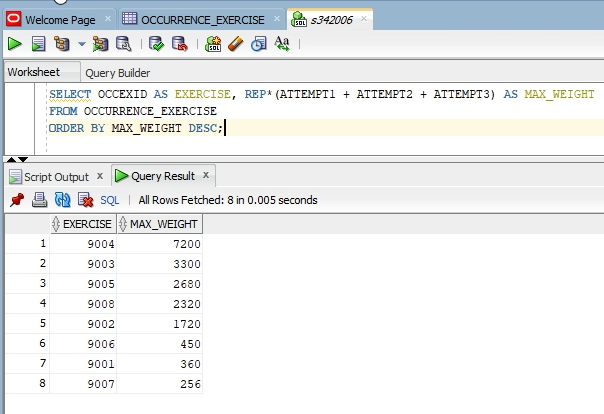 Welcome Page × OCCURRENCE_EXERCISE × s342006 ×
Worksheet Query Builder
SELECT OCCEXID AS EXERCISE, REP*(ATTEMPT1 + ATTEMPT2 + ATTEMPT3) AS MAX_WEIGHT
FROM OCCURRENCE_EXERCISE
ORDER BY MAX_WEIGHT DESC;
Script Output × Query Result ×
SQL | All Rows Fetched: 8 in 0.005 seconds
EXERCISE MAX_WEIGHT
1 9004 7200
2 9003 3300
3 9005 2680
4 9008 2320
5 9002 1720
6 9006 450
7 9001 360
8 9007 256